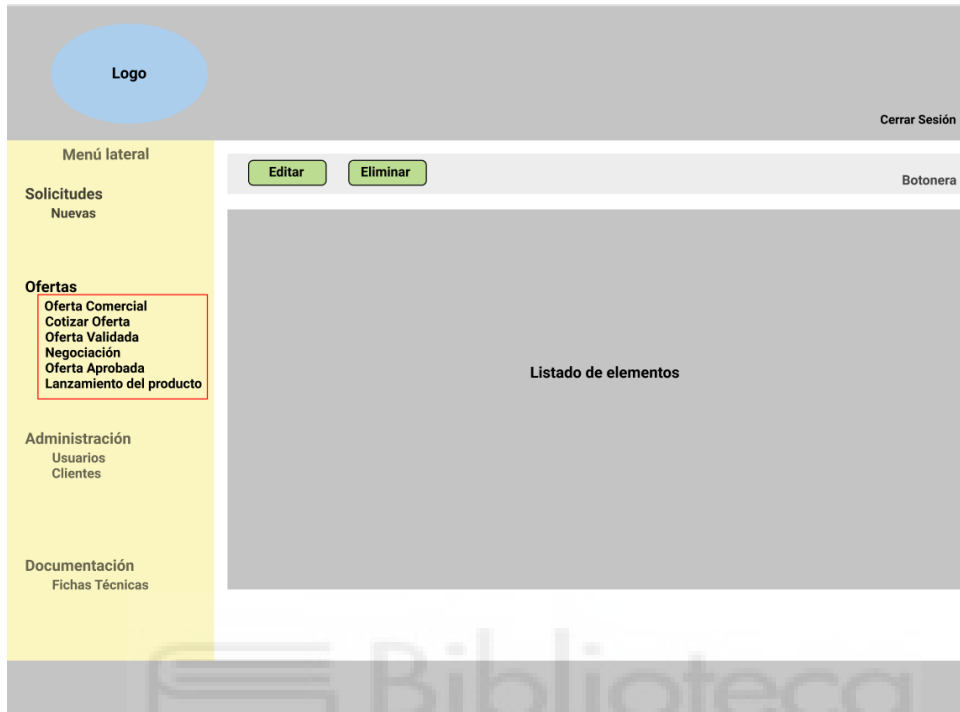 Logo
Cerrar Sesión
Menú lateral
Editar
Eliminar
Botonera
Solicitudes
Nuevas
Ofertas
Oferta Comercial
Cotizar Oferta
Oferta Validada
Negociación
Oferta Aprobada
Lanzamiento del producto
Listado de elementos
Administración
Usuarios
Clientes
Documentación
Fichas Técnicas
Biblioteca